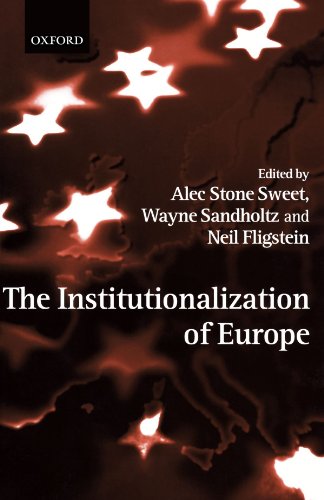 OXFORD
Edited by
Alec Stone Sweet,
Wayne Sandholtz and
Neil Fligstein
The Institutionalization
of Europe